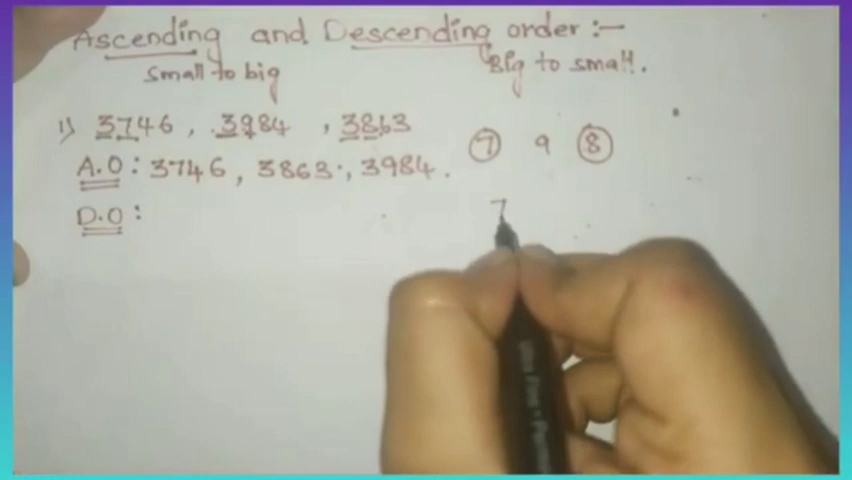 Ascending and Descending order :-
Small to big Big to small.
1) 3746 , 3984 , 3863 7 9 8
A.O : 3746 , 3863 , 3984 .
D.O : 7